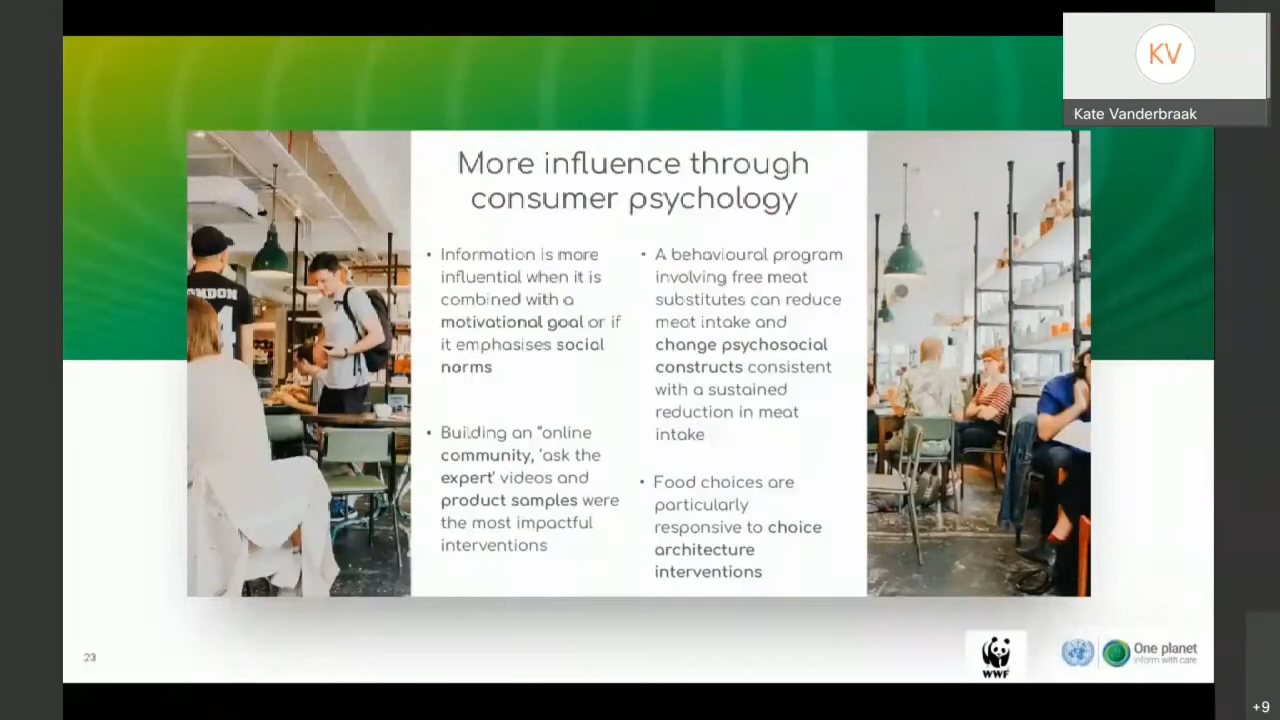 KV
Kate Vanderbraak
More influence through
consumer psychology
• Information is more
influential when it is
combined with a
motivational goal or if
it emphasises social
norms
• Building an "online
community, 'ask the
expert' videos and
product samples were
the most impactful
interventions
• A behavioural program
involving free meat
substitutes can reduce
meat intake and
change psychosocial
constructs consistent
with a sustained
reduction in meat
intake
• Food choices are
particularly
responsive to choice
architecture
interventions
ONDON
23
WWF
One planet
inform with care
+9